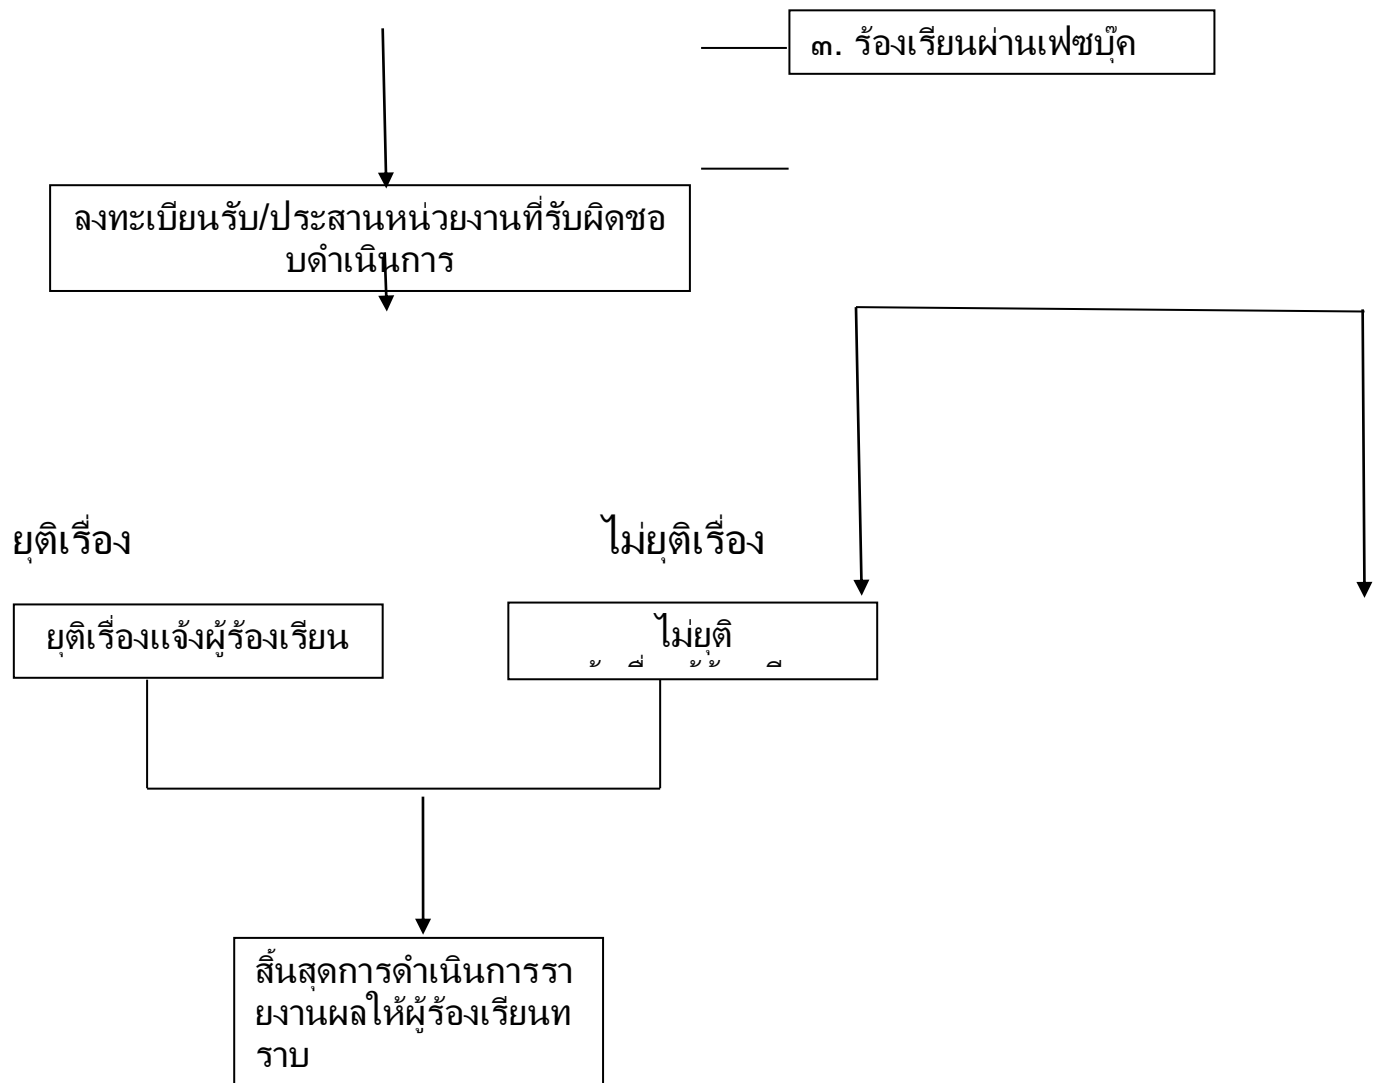 ๓. ร้องเรียนผ่านเฟซบุ๊ค
ลงทะเบียนรับ/ประสานหน่วยงานที่รับผิดชอ
บดำเนินการ
ยุติเรื่อง
ไม่ยุติเรื่อง
ยุติเรื่องแจ้งผู้ร้องเรียน
ไม่ยุติ
สิ้นสุดการดำเนินการรา
ยงานผลให้ผู้ร้องเรียนท
ราบ